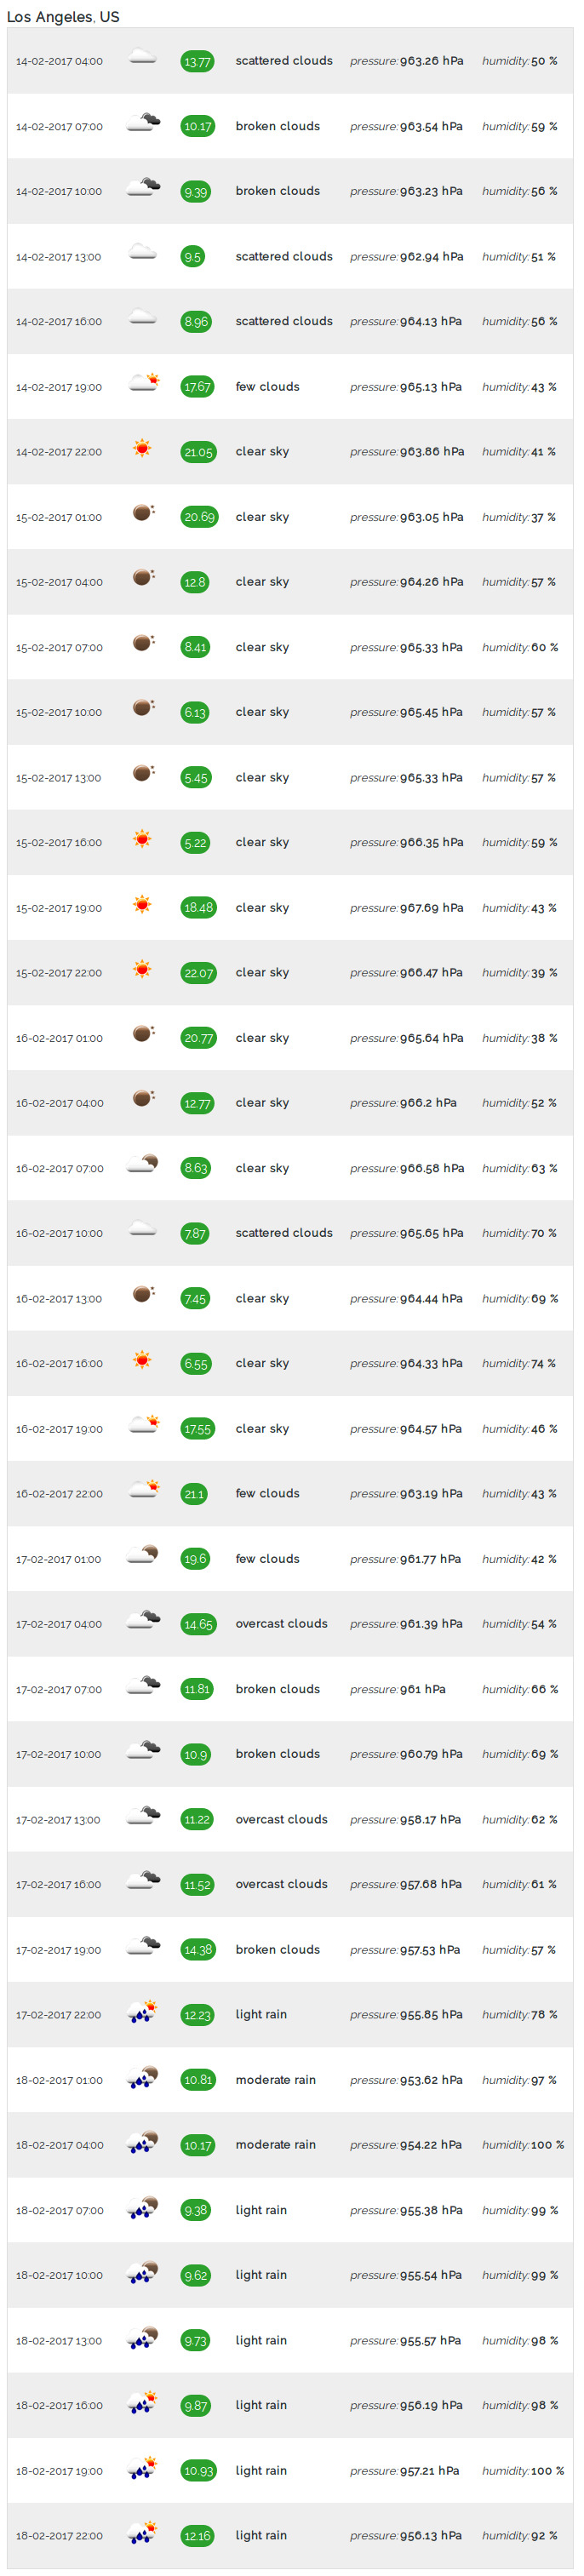 Los Angeles, US
14-02-2017 04:00 13.77 scattered clouds pressure: 963.26 hPa humidity: 50 %
14-02-2017 07:00 10.17 broken clouds pressure: 963.54 hPa humidity: 59 %
14-02-2017 10:00 9.39 broken clouds pressure: 963.23 hPa humidity: 56 %
14-02-2017 13:00 9.5 scattered clouds pressure: 962.94 hPa humidity: 51 %
14-02-2017 16:00 8.96 scattered clouds pressure: 964.13 hPa humidity: 56 %
14-02-2017 19:00 17.67 few clouds pressure: 965.13 hPa humidity: 43 %
14-02-2017 22:00 21.05 clear sky pressure: 963.86 hPa humidity: 41 %
15-02-2017 01:00 20.69 clear sky pressure: 963.05 hPa humidity: 37 %
15-02-2017 04:00 12.8 clear sky pressure: 964.26 hPa humidity: 57 %
15-02-2017 07:00 8.41 clear sky pressure: 965.33 hPa humidity: 60 %
15-02-2017 10:00 6.13 clear sky pressure: 965.45 hPa humidity: 57 %
15-02-2017 13:00 5.45 clear sky pressure: 965.33 hPa humidity: 57 %
15-02-2017 16:00 5.22 clear sky pressure: 966.35 hPa humidity: 59 %
15-02-2017 19:00 18.48 clear sky pressure: 967.69 hPa humidity: 43 %
15-02-2017 22:00 22.07 clear sky pressure: 966.47 hPa humidity: 39 %
16-02-2017 01:00 20.77 clear sky pressure: 965.64 hPa humidity: 38 %
16-02-2017 04:00 12.77 clear sky pressure: 966.2 hPa humidity: 52 %
16-02-2017 07:00 8.63 clear sky pressure: 966.58 hPa humidity: 63 %
16-02-2017 10:00 7.87 scattered clouds pressure: 965.65 hPa humidity: 70 %
16-02-2017 13:00 7.45 clear sky pressure: 964.44 hPa humidity: 69 %
16-02-2017 16:00 6.55 clear sky pressure: 964.33 hPa humidity: 74 %
16-02-2017 19:00 17.55 clear sky pressure: 964.57 hPa humidity: 46 %
16-02-2017 22:00 21.1 few clouds pressure: 963.19 hPa humidity: 43 %
17-02-2017 01:00 19.6 few clouds pressure: 961.77 hPa humidity: 42 %
17-02-2017 04:00 14.65 overcast clouds pressure: 961.39 hPa humidity: 54 %
17-02-2017 07:00 11.81 broken clouds pressure: 961 hPa humidity: 66 %
17-02-2017 10:00 10.9 broken clouds pressure: 960.79 hPa humidity: 69 %
17-02-2017 13:00 11.22 overcast clouds pressure: 958.17 hPa humidity: 62 %
17-02-2017 16:00 11.52 overcast clouds pressure: 957.68 hPa humidity: 61 %
17-02-2017 19:00 14.38 broken clouds pressure: 957.53 hPa humidity: 57 %
17-02-2017 22:00 12.23 light rain pressure: 955.85 hPa humidity: 78 %
18-02-2017 01:00 10.81 moderate rain pressure: 953.62 hPa humidity: 97 %
18-02-2017 04:00 10.17 moderate rain pressure: 954.22 hPa humidity: 100 %
18-02-2017 07:00 9.38 light rain pressure: 955.38 hPa humidity: 99 %
18-02-2017 10:00 9.62 light rain pressure: 955.54 hPa humidity: 99 %
18-02-2017 13:00 9.73 light rain pressure: 955.57 hPa humidity: 98 %
18-02-2017 16:00 9.87 light rain pressure: 956.19 hPa humidity: 98 %
18-02-2017 19:00 10.93 light rain pressure: 957.21 hPa humidity: 100 %
18-02-2017 22:00 12.16 light rain pressure: 956.13 hPa humidity: 92 %